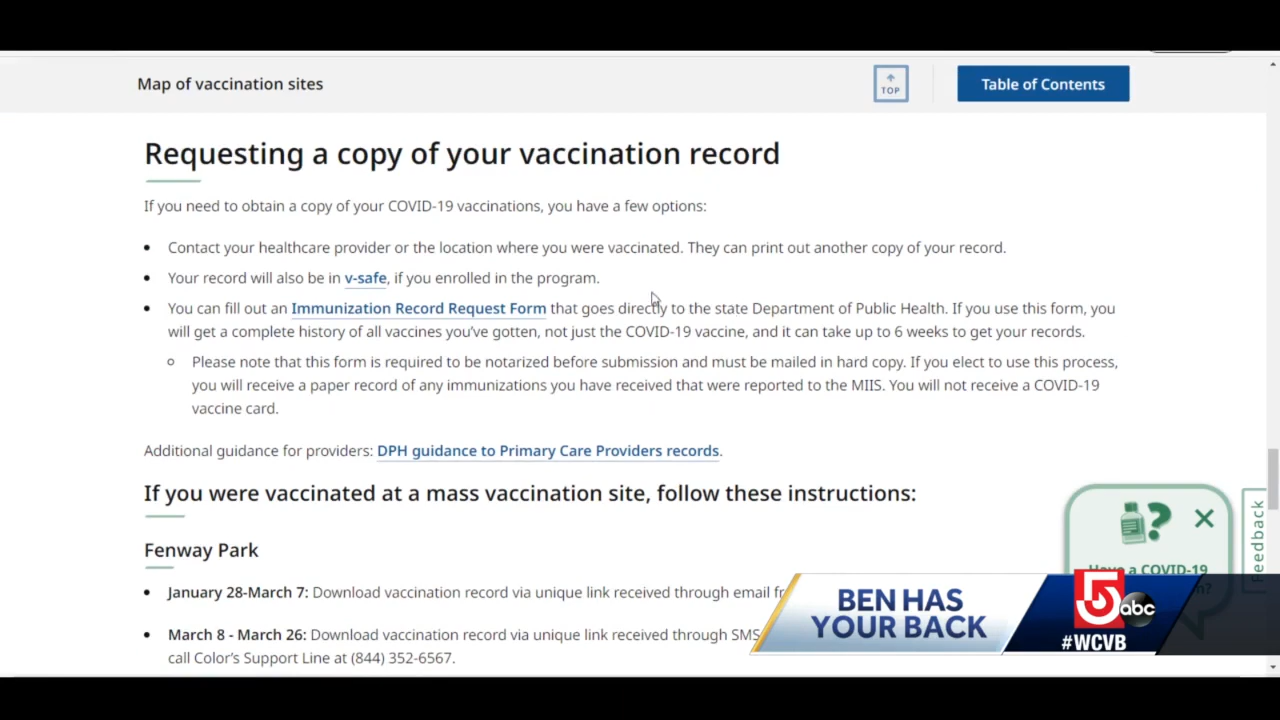 Map of vaccination sites
TOP
Table of Contents
Requesting a copy of your vaccination record
If you need to obtain a copy of your COVID-19 vaccinations, you have a few options:
Contact your healthcare provider or the location where you were vaccinated. They can print out another copy of your record.
Your record will also be in v-safe, if you enrolled in the program.
You can fill out an Immunization Record Request Form that goes directly to the state Department of Public Health. If you use this form, you
will get a complete history of all vaccines you’ve gotten, not just the COVID-19 vaccine, and it can take up to 6 weeks to get your records.
Please note that this form is required to be notarized before submission and must be mailed in hard copy. If you elect to use this process,
you will receive a paper record of any immunizations you have received that were reported to the MIIS. You will not receive a COVID-19
vaccine card.
Additional guidance for providers: DPH guidance to Primary Care Providers records.
If you were vaccinated at a mass vaccination site, follow these instructions:
Fenway Park
January 28-March 7: Download vaccination record via unique link received through email
March 8 - March 26: Download vaccination record via unique link received through SMS
call Color's Support Line at (844) 352-6567.
?
Feedback
a COVID-19
BEN HAS
YOUR BACK
5
abc
#WCVB